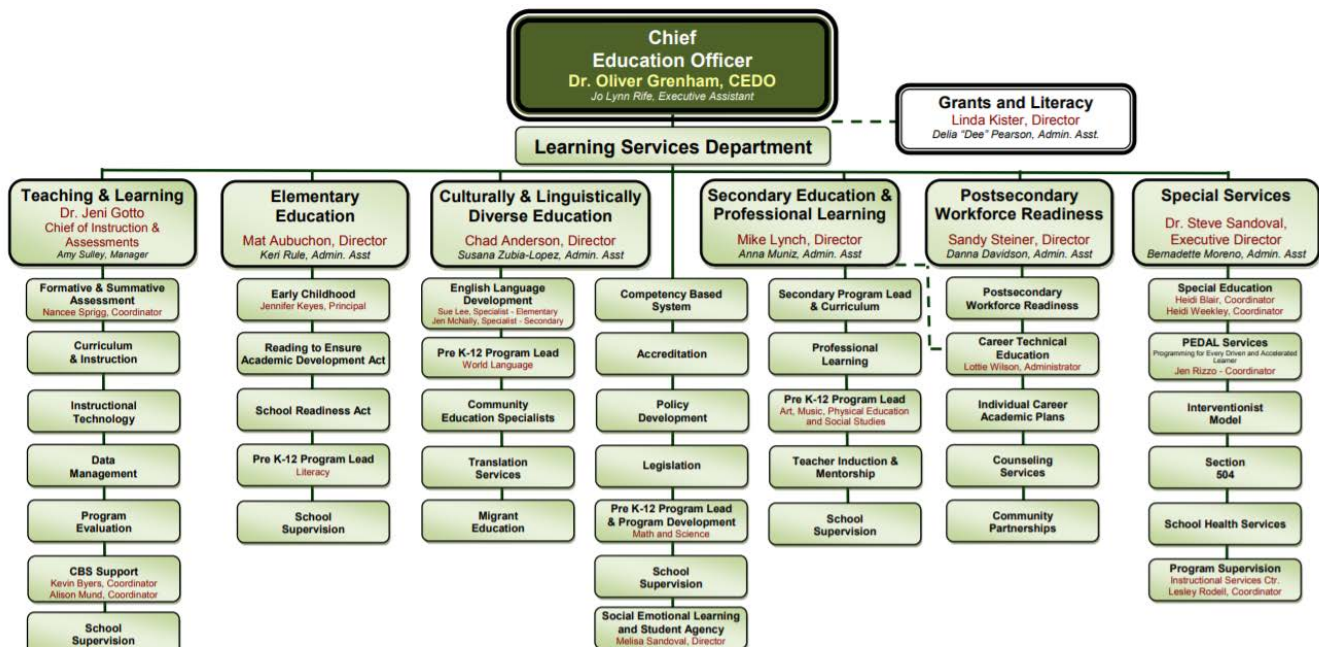 Chief
Education Officer
Dr. Oliver Grenham, CEDO
Jo Lynn Rife, Executive Assistant
Grants and Literacy
Linda Kister, Director
Delia "Dee" Pearson, Admin. Asst.
Learning Services Department
Teaching & Learning
Dr. Jeni Gotto
Chief of Instruction &
Assessments
Amy Sulley, Manager
Formative & Summative
Assessment
Nancee Sprigg, Coordinator
Curriculum
& Instruction
Instructional
Technology
Data
Management
Program
Evaluation
CBS Support
Kevin Byers, Coordinator
Alison Mund, Coordinator
School
Supervision
Elementary
Education
Mat Aubuchon, Director
Keri Rule, Admin. Asst
Early Childhood
Jennifer Keyes, Principal
Reading to Ensure
Academic Development Act
School Readiness Act
Pre K-12 Program Lead
Literacy
School
Supervision
Culturally & Linguistically
Diverse Education
Chad Anderson, Director
Susana Zubia-Lopez, Admin. Asst
English Language
Development
Sue Lee, Specialist - Elementary
Jen McNally, Specialist - Secondary
Pre K-12 Program Lead
World Language
Community
Education Specialists
Translation
Services
Migrant
Education
Competency Based
System
Accreditation
Policy
Development
Legislation
Pre K-12 Program Lead
& Program Development
Math and Science
School
Supervision
Social Emotional Learning
and Student Agency
Melisa Sandoval, Director
Secondary Education &
Professional Learning
Mike Lynch, Director
Anna Muniz, Admin. Asst
Secondary Program Lead
& Curriculum
Professional
Learning
Pre K-12 Program Lead
Art, Music, Physical Education
and Social Studies
Teacher Induction &
Mentorship
School
Supervision
Postsecondary
Workforce Readiness
Sandy Steiner, Director
Danna Davidson, Admin. Asst
Postsecondary
Workforce Readiness
Career Technical
Education
Lottie Wilson, Administrator
Individual Career
Academic Plans
Counseling
Services
Community
Partnerships
Special Services
Dr. Steve Sandoval,
Executive Director
Bernadette Moreno, Admin. Asst
Special Education
Heidi Blair, Coordinator
Heidi Weekley, Coordinator
PEDAL Services
Programming for Every Driven and Accelerated
Learner
Jen Rizzo - Coordinator
Interventionist
Model
Section
504
School Health Services
Program Supervision
Instructional Services Ctr.
Lesley Rodell, Coordinator